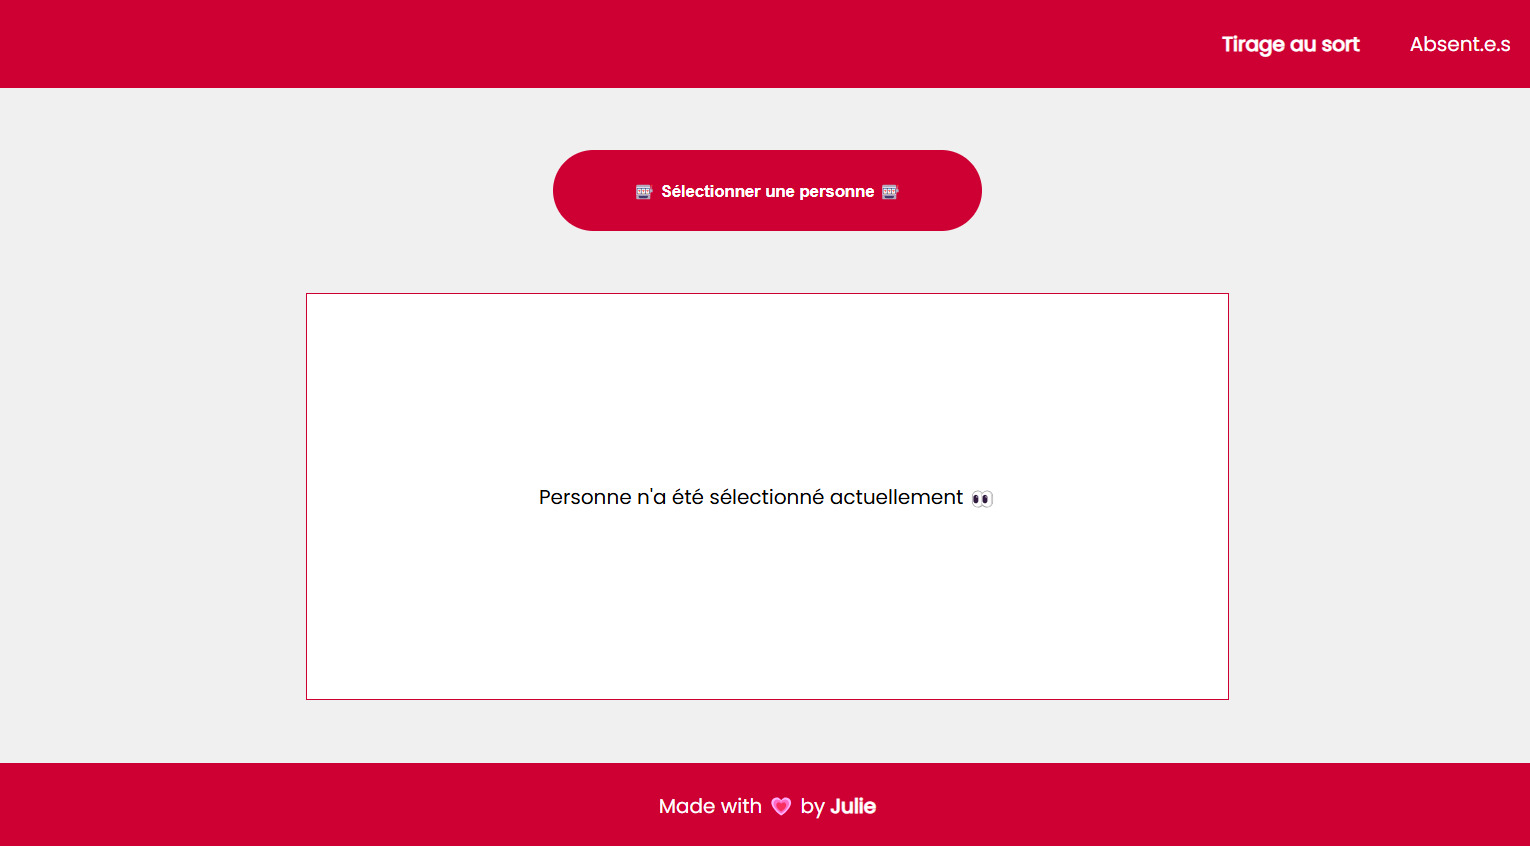 Tirage au sort Absent.e.s
🎰 Sélectionner une personne 🎰
Personne n'a été sélectionné actuellement 👀
Made with 💗 by Julie